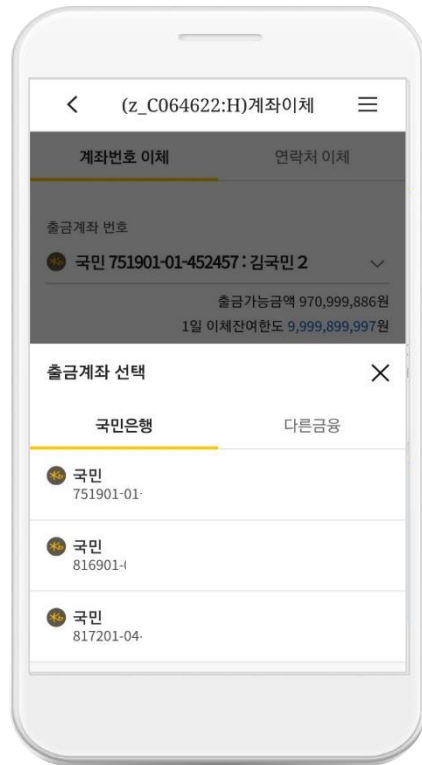 (z_C064622:H)계좌이체
계좌번호 이체 연락처 이체
출금계좌 번호
국민 751901-01-452457 : 김국민 2
출금가능금액 970,999,886원
1일 이체잔여한도 9,999,899,997원
출금계좌 선택
국민은행 다른금융
국민
751901-01-
국민
816901-
국민
817201-04-